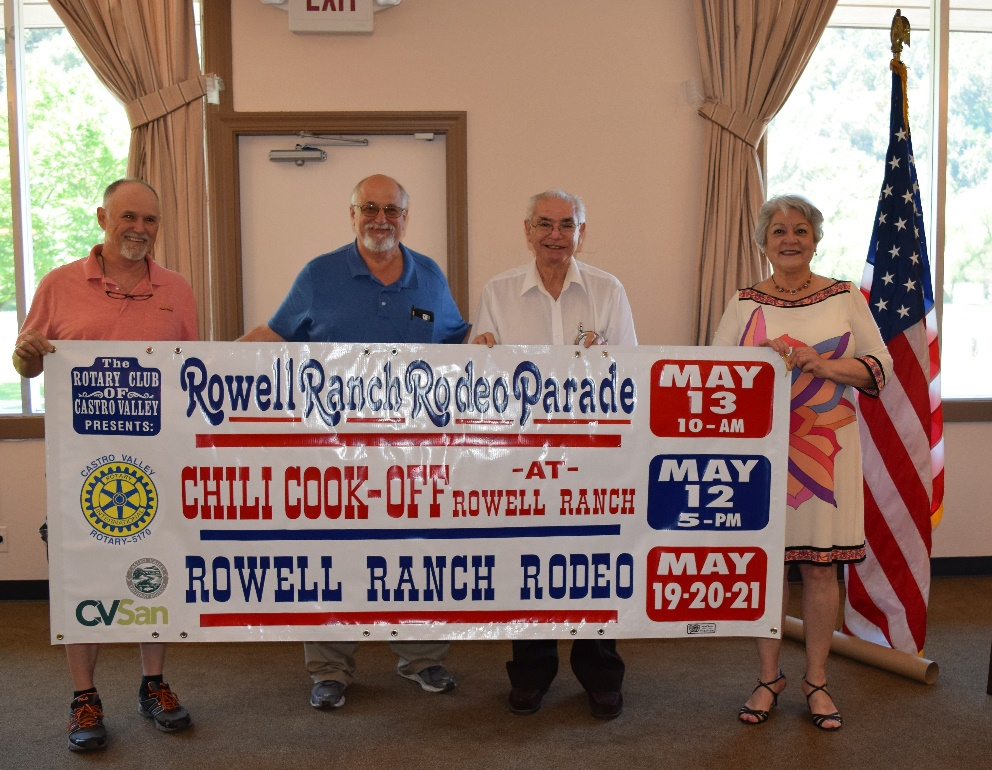 EXIT
The
ROTARY CLUB
OF
CASTRO VALLEY
PRESENTS:
Rowell Ranch Rodeo Parade
MAY
13
10-AM
CASTRO VALLEY
ROTARY
INTERNATIONAL
ROTARY-5170
CHILI COOK-OFF
-AT-
ROWELL RANCH
MAY
12
5-PM
CVSan
ROWELL RANCH RODEO
MAY
19-20-21